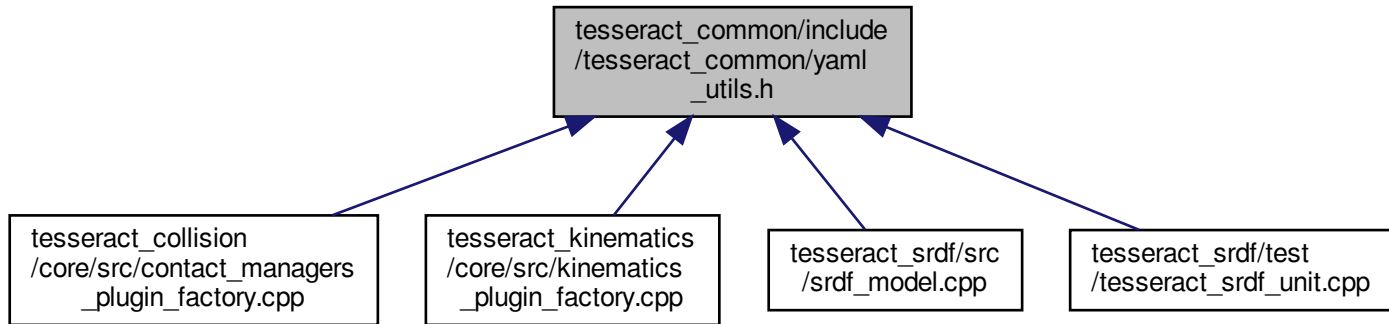 tesseract_common/include
/tesseract_common/yaml
_utils.h
tesseract_collision
/core/src/contact_managers
_plugin_factory.cpp
tesseract_kinematics
/core/src/kinematics
_plugin_factory.cpp
tesseract_srdf/src
/srdf_model.cpp
tesseract_srdf/test
/tesseract_srdf_unit.cpp